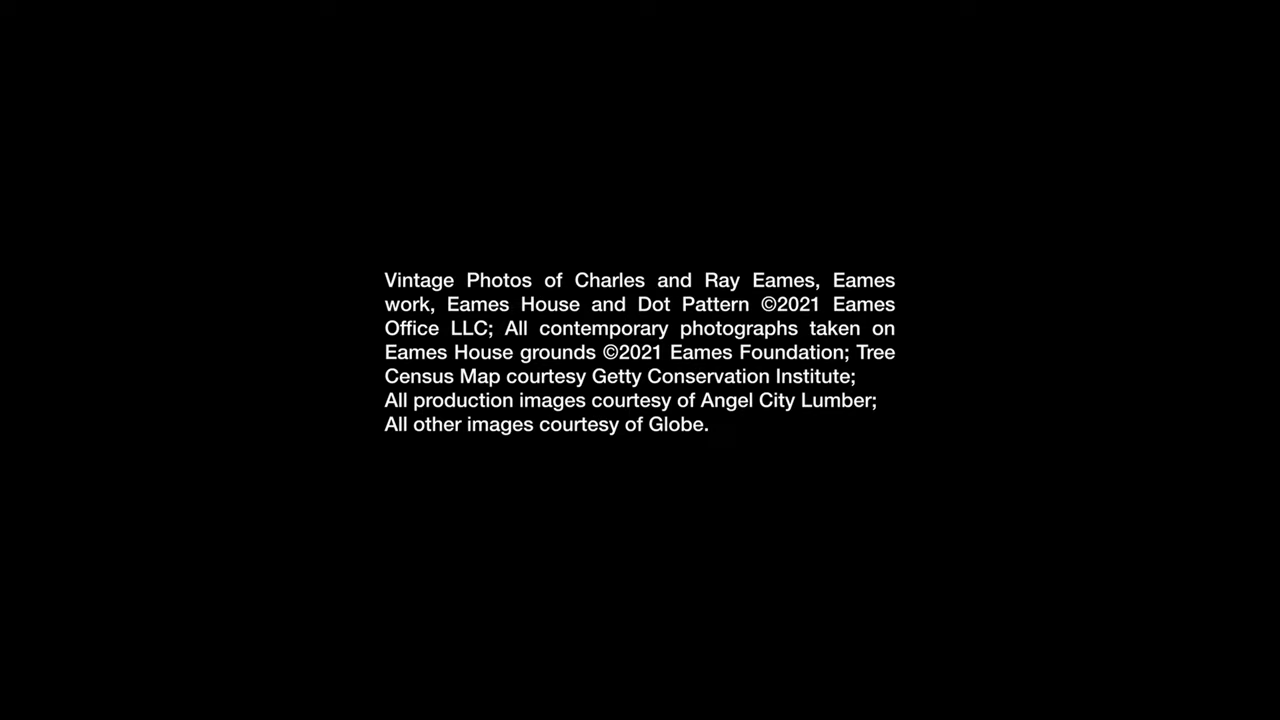 Vintage Photos of Charles and Ray Eames, Eames
work, Eames House and Dot Pattern ©2021 Eames
Office LLC; All contemporary photographs taken on
Eames House grounds ©2021 Eames Foundation; Tree
Census Map courtesy Getty Conservation Institute;
All production images courtesy of Angel City Lumber;
All other images courtesy of Globe.